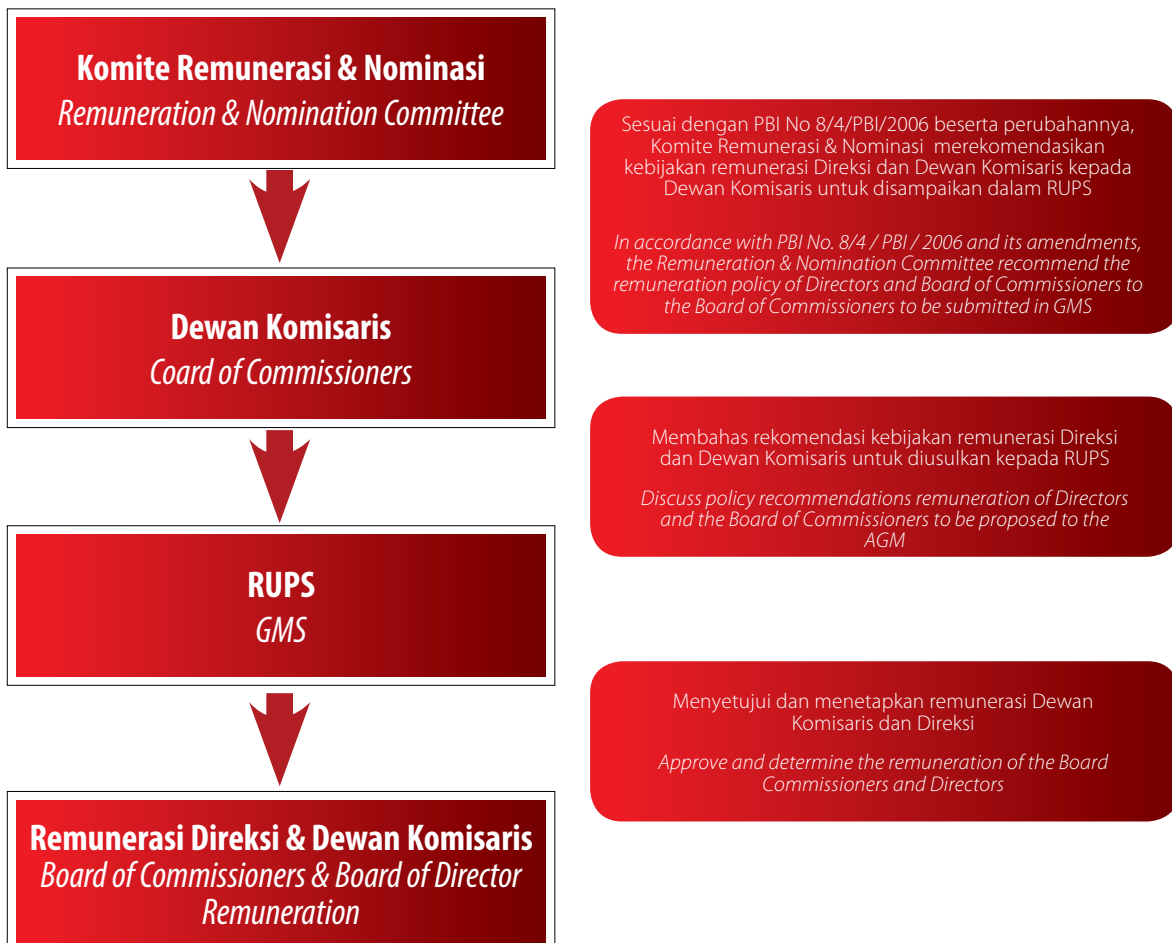 Komite Remunerasi & Nominasi
Remuneration & Nomination Committee
Sesuai dengan PBI No 8/4/PBI/2006 beserta perubahannya,
Komite Remunerasi & Nominasi merekomendasikan
kebijakan remunerasi Direksi dan Dewan Komisaris kepada
Dewan Komisaris untuk disampaikan dalam RUPS
In accordance with PBI No. 8/4 / PBI / 2006 and its amendments,
the Remuneration & Nomination Committee recommend the
remuneration policy of Directors and Board of Commissioners to
the Board of Commissioners to be submitted in GMS
Dewan Komisaris
Coard of Commissioners
Membahas rekomendasi kebijakan remunerasi Direksi
dan Dewan Komisaris untuk diusulkan kepada RUPS
Discuss policy recommendations remuneration of Directors
and the Board of Commissioners to be proposed to the
AGM
RUPS
GMS
Menyetujui dan menetapkan remunerasi Dewan
Komisaris dan Direksi
Approve and determine the remuneration of the Board
Commissioners and Directors
Remunerasi Direksi & Dewan Komisaris
Board of Commissioners & Board of Director
Remuneration